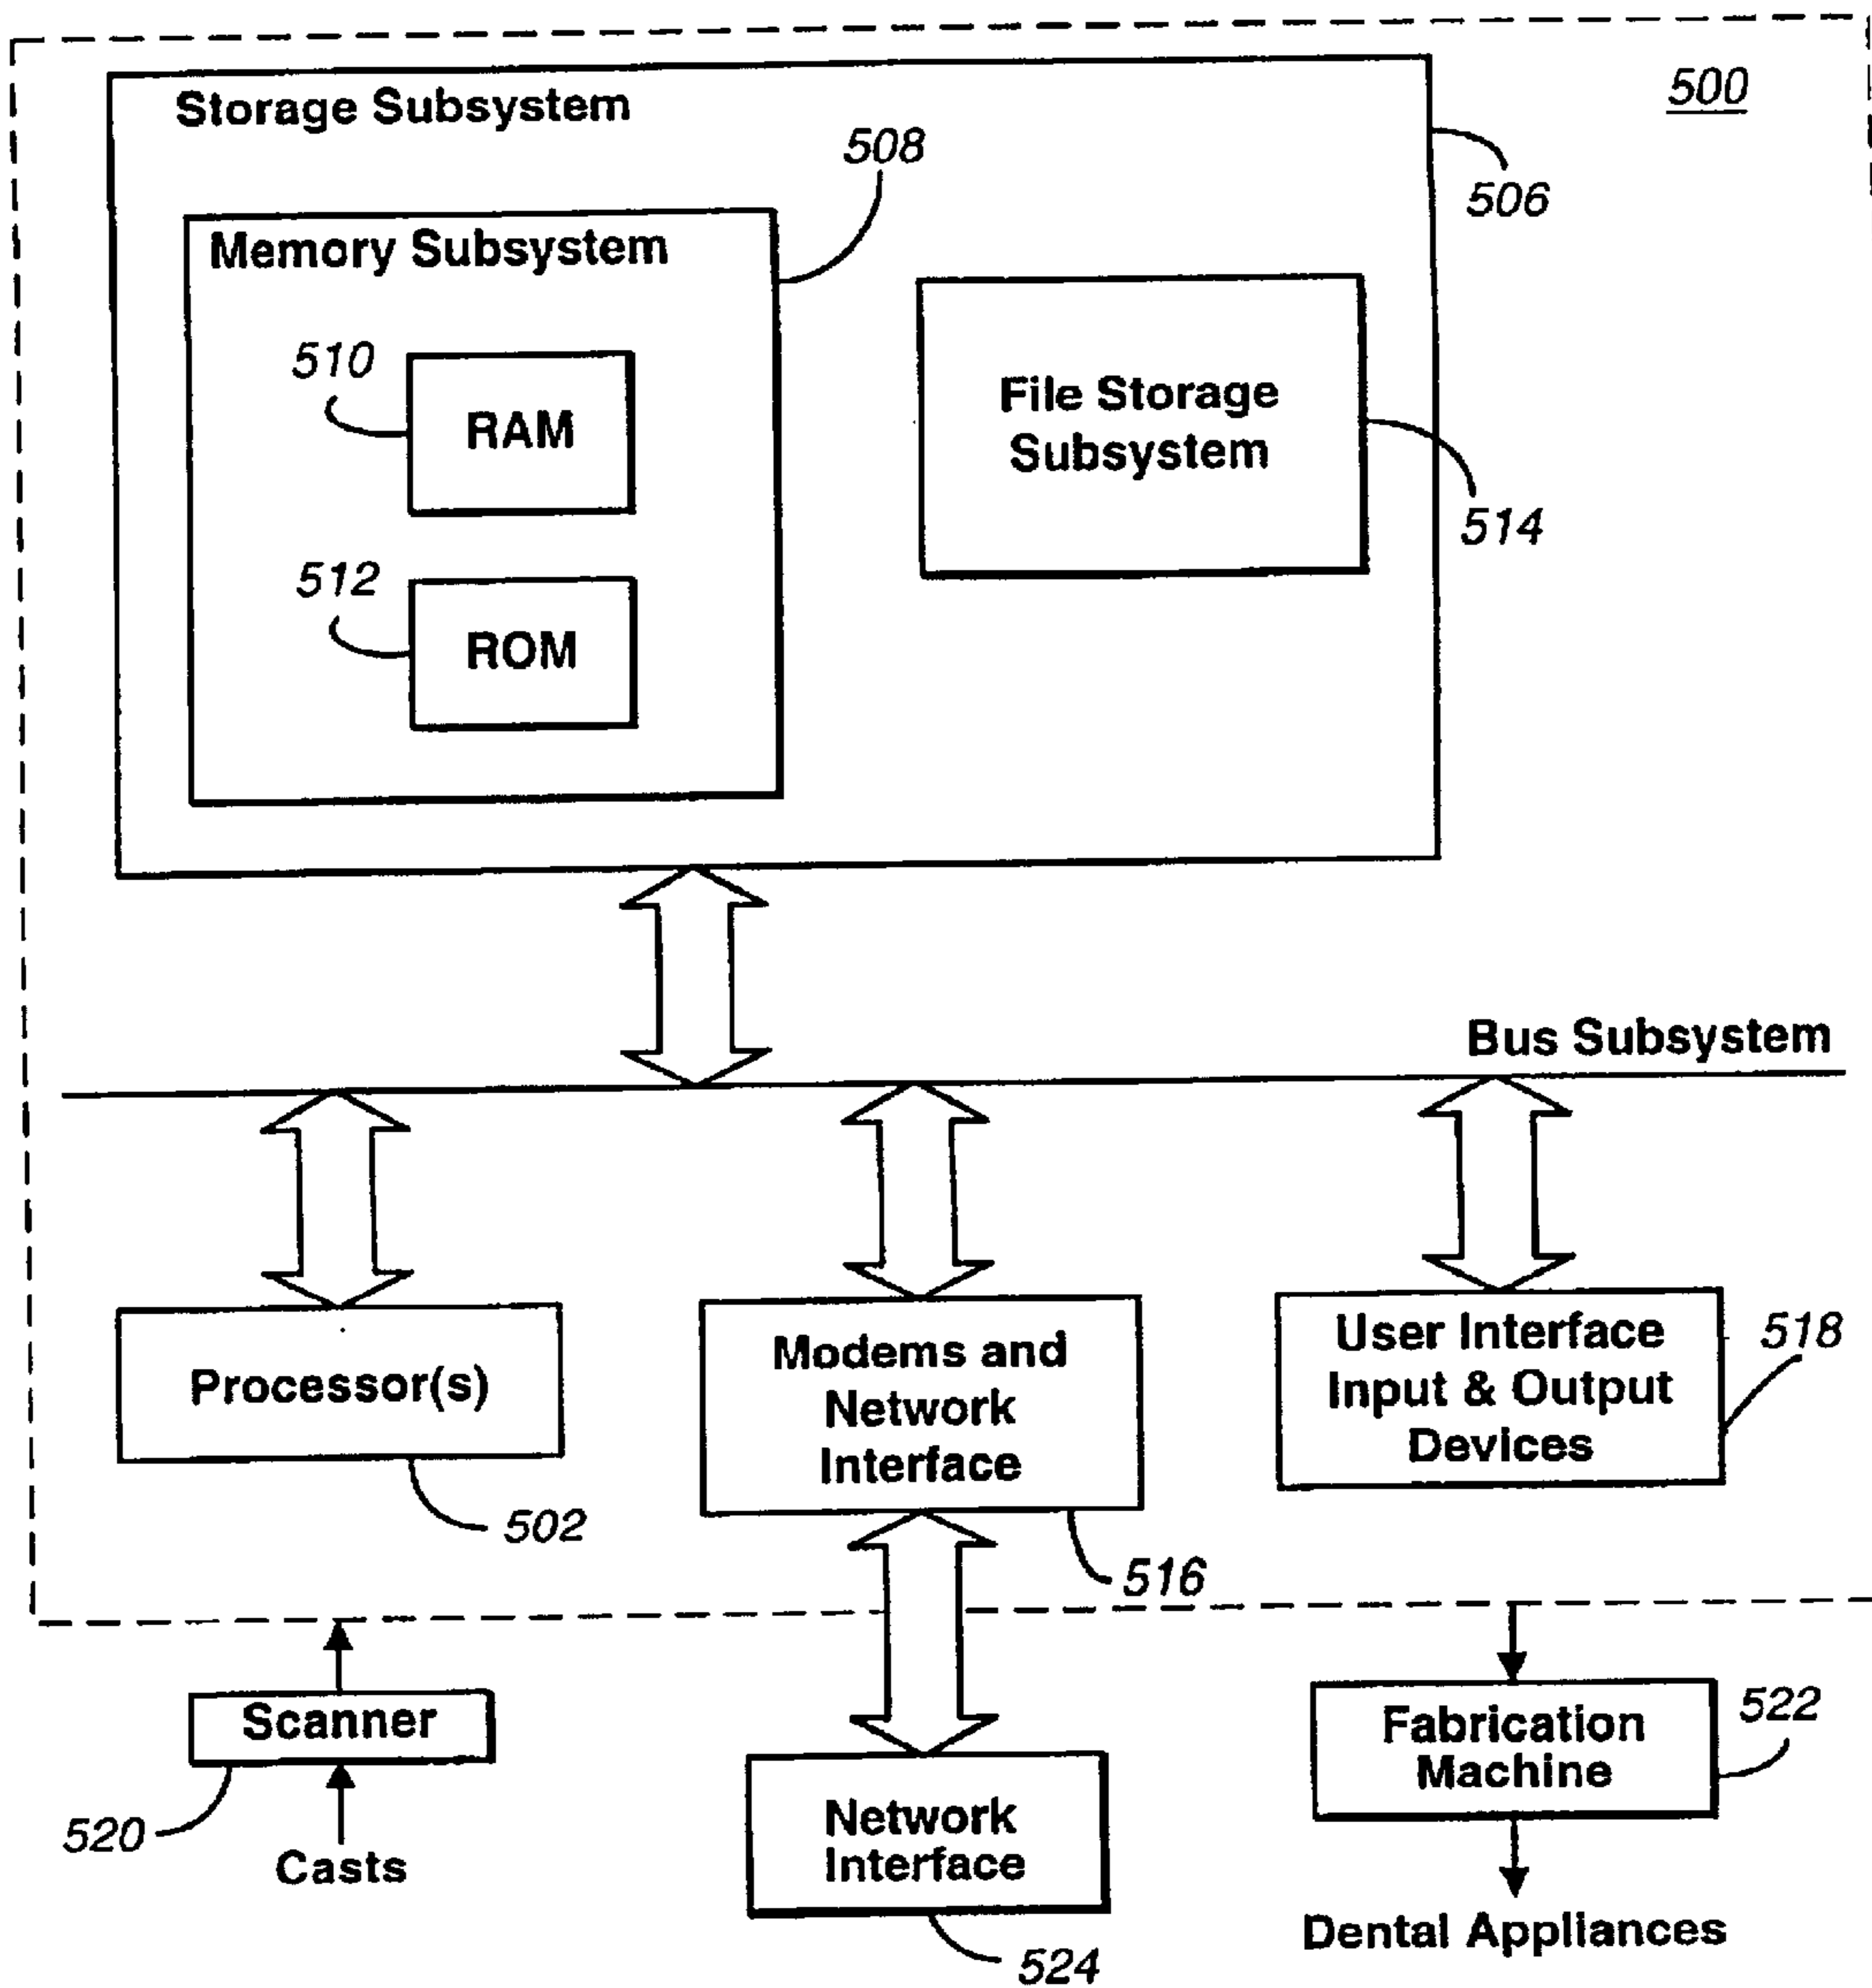 500
Storage Subsystem
508
506
Memory Subsystem
510
RAM
File Storage
Subsystem
514
512
ROM
Bus Subsystem
Processor(s)
502
Modems and
Network
Interface
516
User Interface
Input & Output
Devices
518
Scanner
520
Casts
Network
Interface
524
Fabrication
Machine
522
Dental Appliances